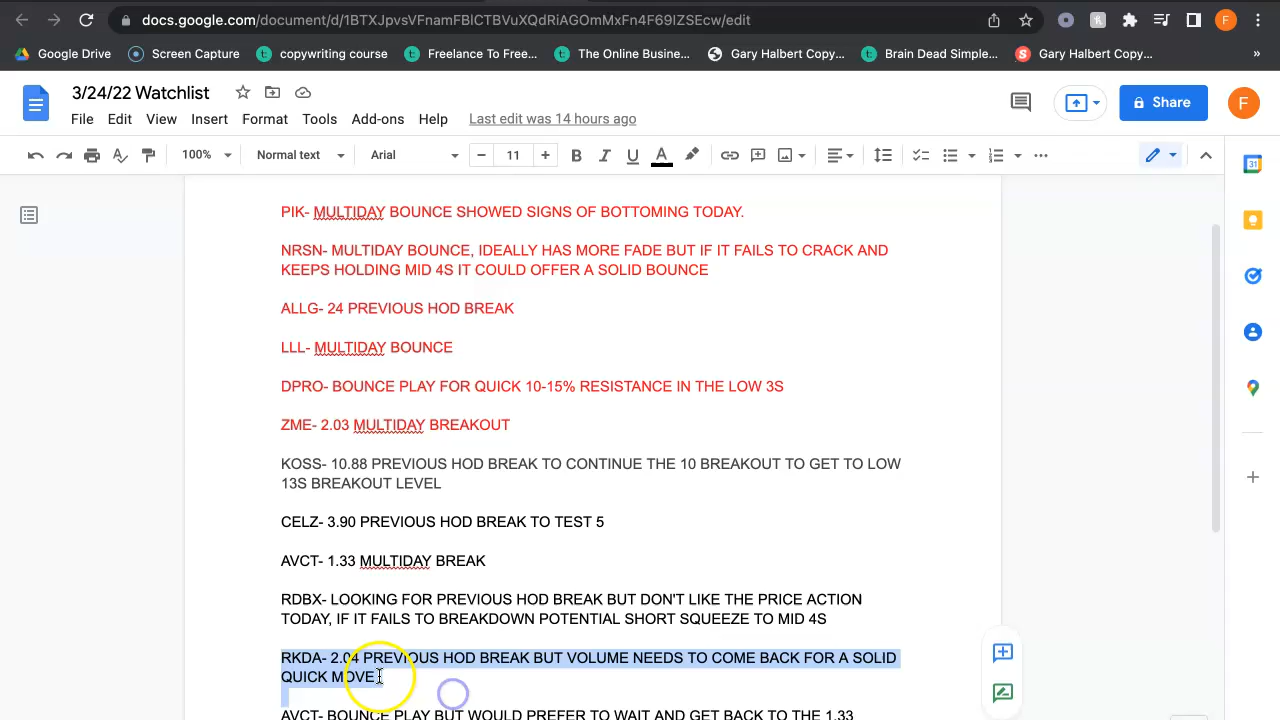 docs.google.com/document/d/1BTXJpvsVFnamFBlCTBVuXQdRiAGOmMxFn4F69IZSEcw/edit
F
Google Drive
Screen Capture
copywriting course
Freelance To Free...
The Online Busine...
Gary Halbert Copy...
Brain Dead Simple...
Gary Halbert Copy...
»
3/24/22 Watchlist
File Edit View Insert Format Tools Add-ons Help Last edit was 14 hours ago
Share
F
100% Normal text Arial 11 B I U A
31
PIK- MULTIDAY BOUNCE SHOWED SIGNS OF BOTTOMING TODAY.
NRSN- MULTIDAY BOUNCE, IDEALLY HAS MORE FADE BUT IF IT FAILS TO CRACK AND
KEEPS HOLDING MID 4S IT COULD OFFER A SOLID BOUNCE
ALLG- 24 PREVIOUS HOD BREAK
LLL- MULTIDAY BOUNCE
DPRO- BOUNCE PLAY FOR QUICK 10-15% RESISTANCE IN THE LOW 3S
ZME- 2.03 MULTIDAY BREAKOUT
KOSS- 10.88 PREVIOUS HOD BREAK TO CONTINUE THE 10 BREAKOUT TO GET TO LOW
13S BREAKOUT LEVEL
CELZ- 3.90 PREVIOUS HOD BREAK TO TEST 5
AVCT- 1.33 MULTIDAY BREAK
RDBX- LOOKING FOR PREVIOUS HOD BREAK BUT DON'T LIKE THE PRICE ACTION
TODAY, IF IT FAILS TO BREAKDOWN POTENTIAL SHORT SQUEEZE TO MID 4S
RKDA- 2.04 PREVIOUS HOD BREAK BUT VOLUME NEEDS TO COME BACK FOR A SOLID
QUICK MOVE
AVCT- BOUNCE PLAY BUT WOULD PREFER TO WAIT AND GET BACK TO THE 1.33